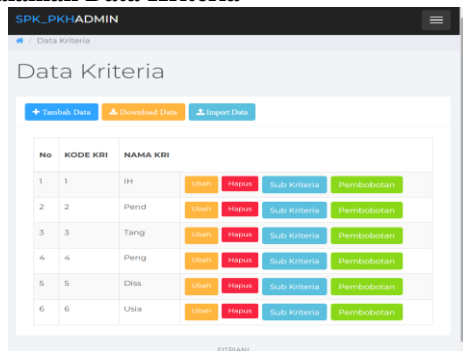 SPK_PKHADMIN
/ Data Kriteria
Data Kriteria
+ Tambah Data Download Data Import Data
No KODE KRI NAMA KRI
1 1 IH Ubah Hapus Sub Kriteria Pembobotan
2 2 Pend Ubah Hapus Sub Kriteria Pembobotan
3 3 Tang Ubah Hapus Sub Kriteria Pembobotan
4 4 Peng Ubah Hapus Sub Kriteria Pembobotan
5 5 Diss Ubah Hapus Sub Kriteria Pembobotan
6 6 Usia Ubah Hapus Sub Kriteria Pembobotan
FITRIANI